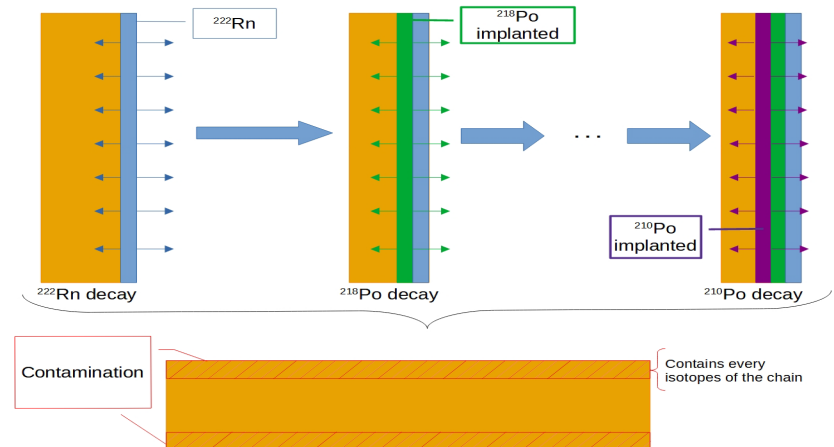 ²²²Rn
²¹⁸Po
implanted
...
²¹⁰Po
implanted
²²²Rn decay
²¹⁸Po decay
²¹⁰Po decay
Contamination
Contains every
isotopes of the chain